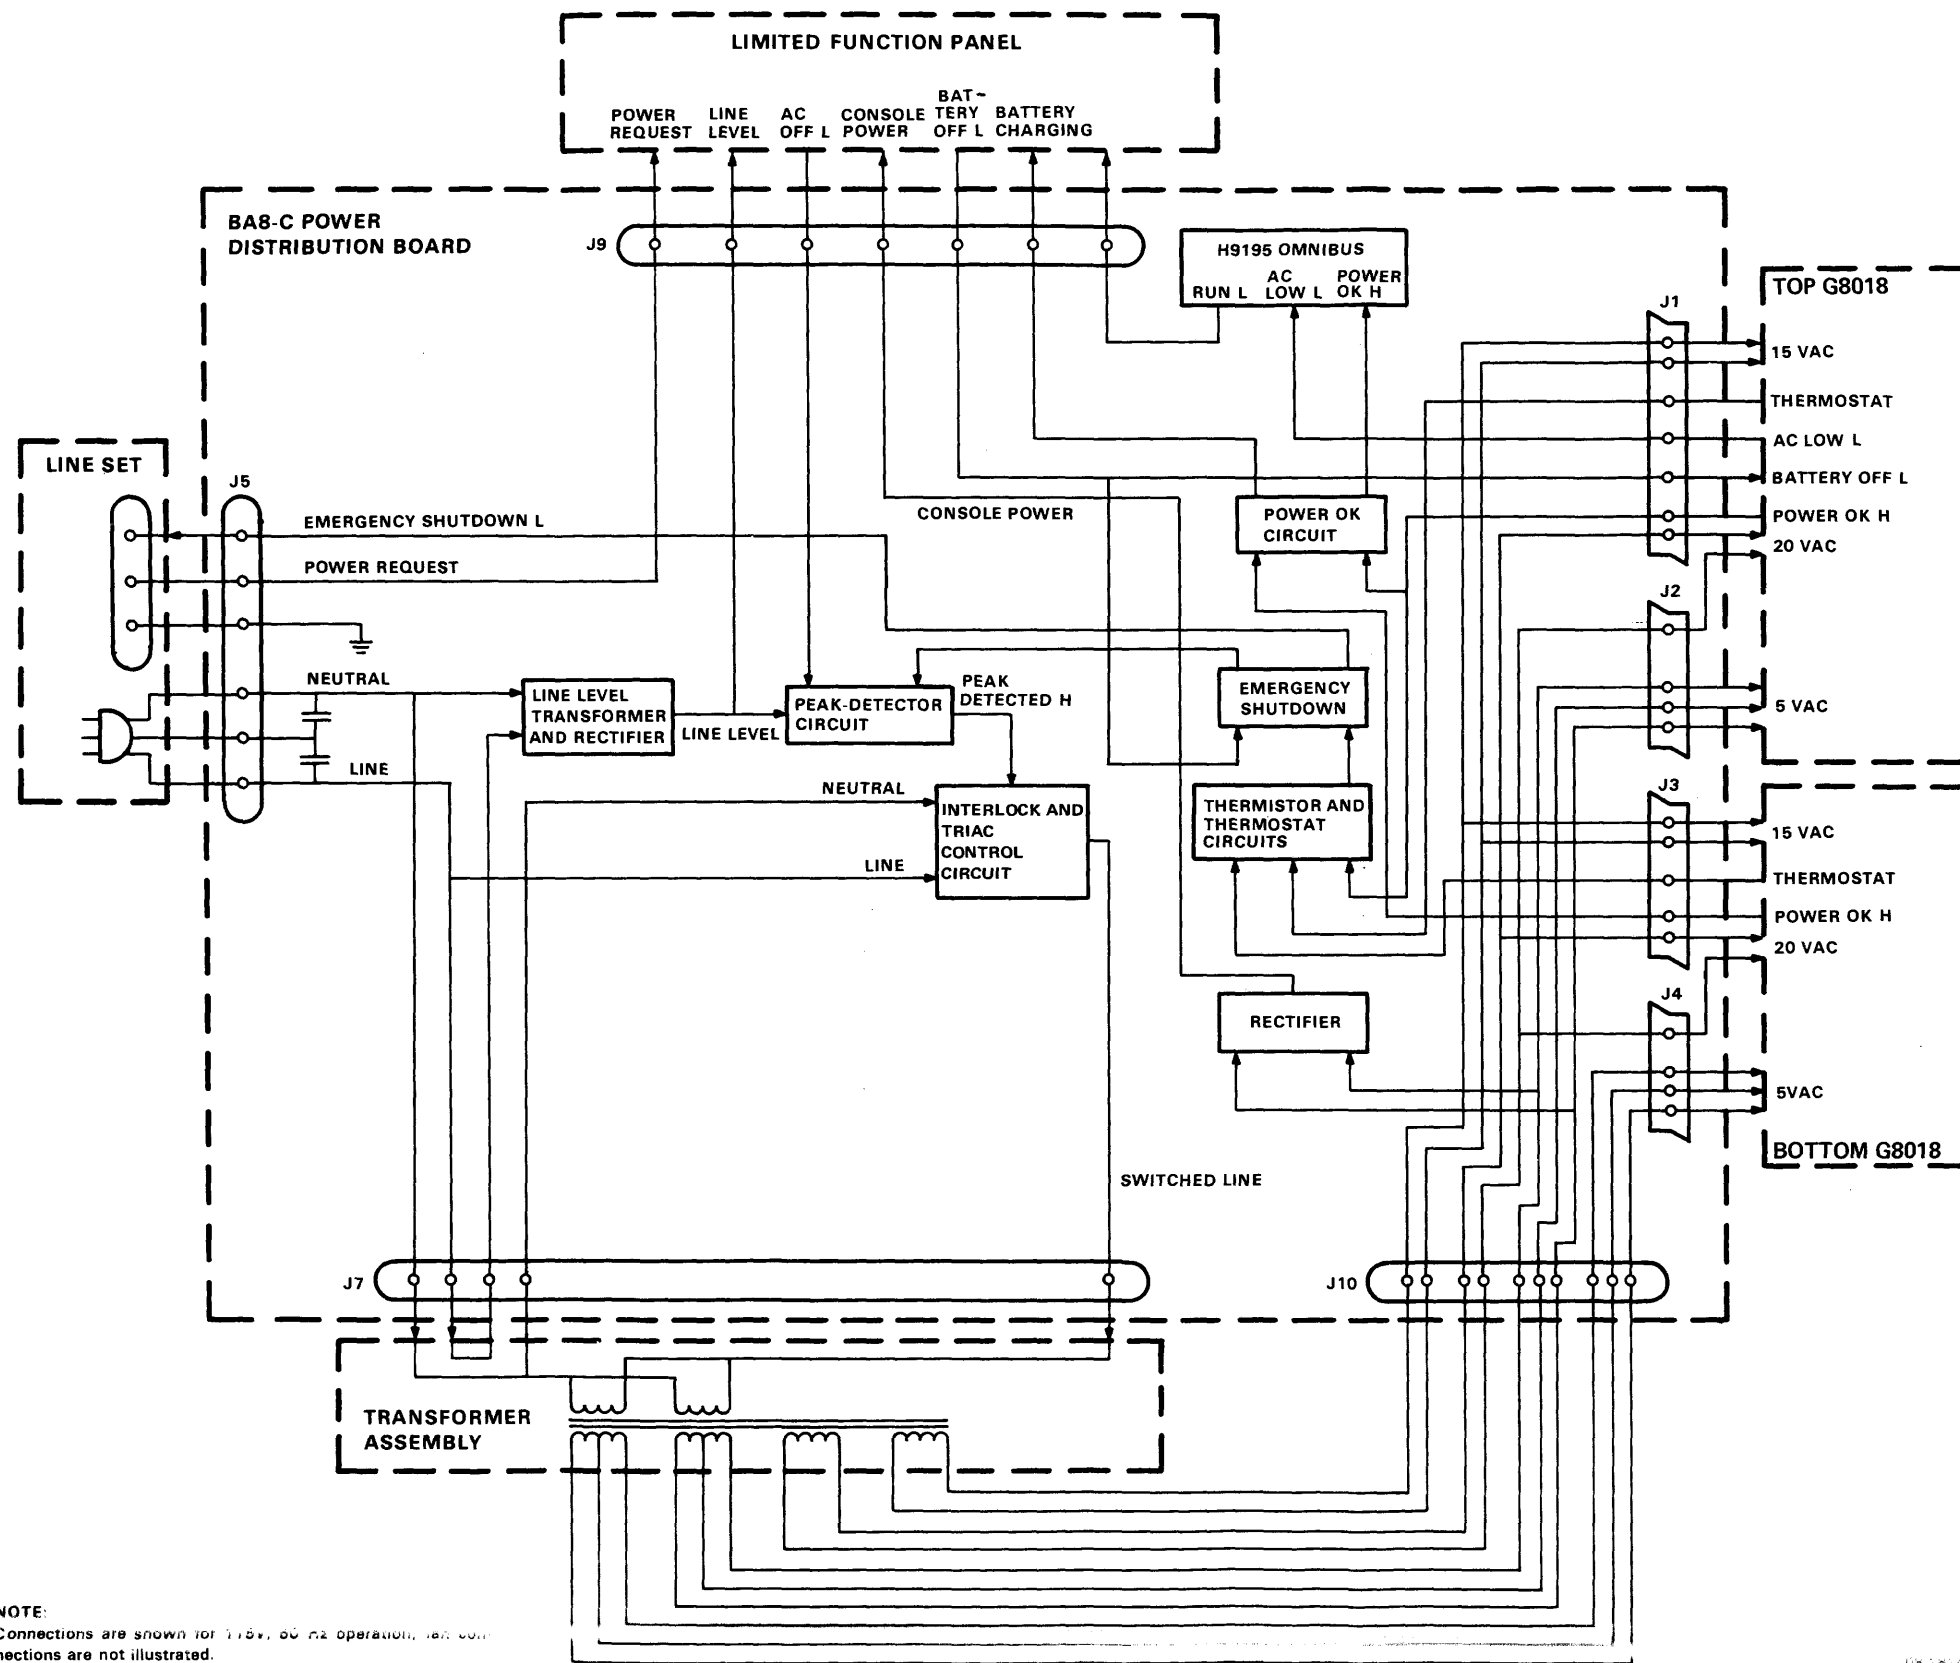 LIMITED FUNCTION PANEL
POWER
REQUEST
LINE
LEVEL
AC
OFF L
CONSOLE
POWER
BAT-
TERY
OFF L
BATTERY
CHARGING
BA8-C POWER
DISTRIBUTION BOARD
J9
H9195 OMNIBUS
RUN L
AC
LOW L
POWER
OK H
TOP G8018
J1
15 VAC
THERMOSTAT
AC LOW L
BATTERY OFF L
POWER OK H
20 VAC
LINE SET
J5
EMERGENCY SHUTDOWN L
POWER REQUEST
CONSOLE POWER
POWER OK
CIRCUIT
J2
5 VAC
NEUTRAL
LINE
LINE LEVEL
TRANSFORMER
AND RECTIFIER
LINE LEVEL
PEAK-DETECTOR
CIRCUIT
PEAK
DETECTED H
EMERGENCY
SHUTDOWN
NEUTRAL
LINE
INTERLOCK AND
TRIAC
CONTROL
CIRCUIT
THERMISTOR AND
THERMOSTAT
CIRCUITS
J3
15 VAC
THERMOSTAT
POWER OK H
20 VAC
RECTIFIER
J4
5VAC
BOTTOM G8018
SWITCHED LINE
J7
J10
TRANSFORMER
ASSEMBLY
NOTE:
Connections are shown for 115v, 60 Hz operation,
nections are not illustrated.